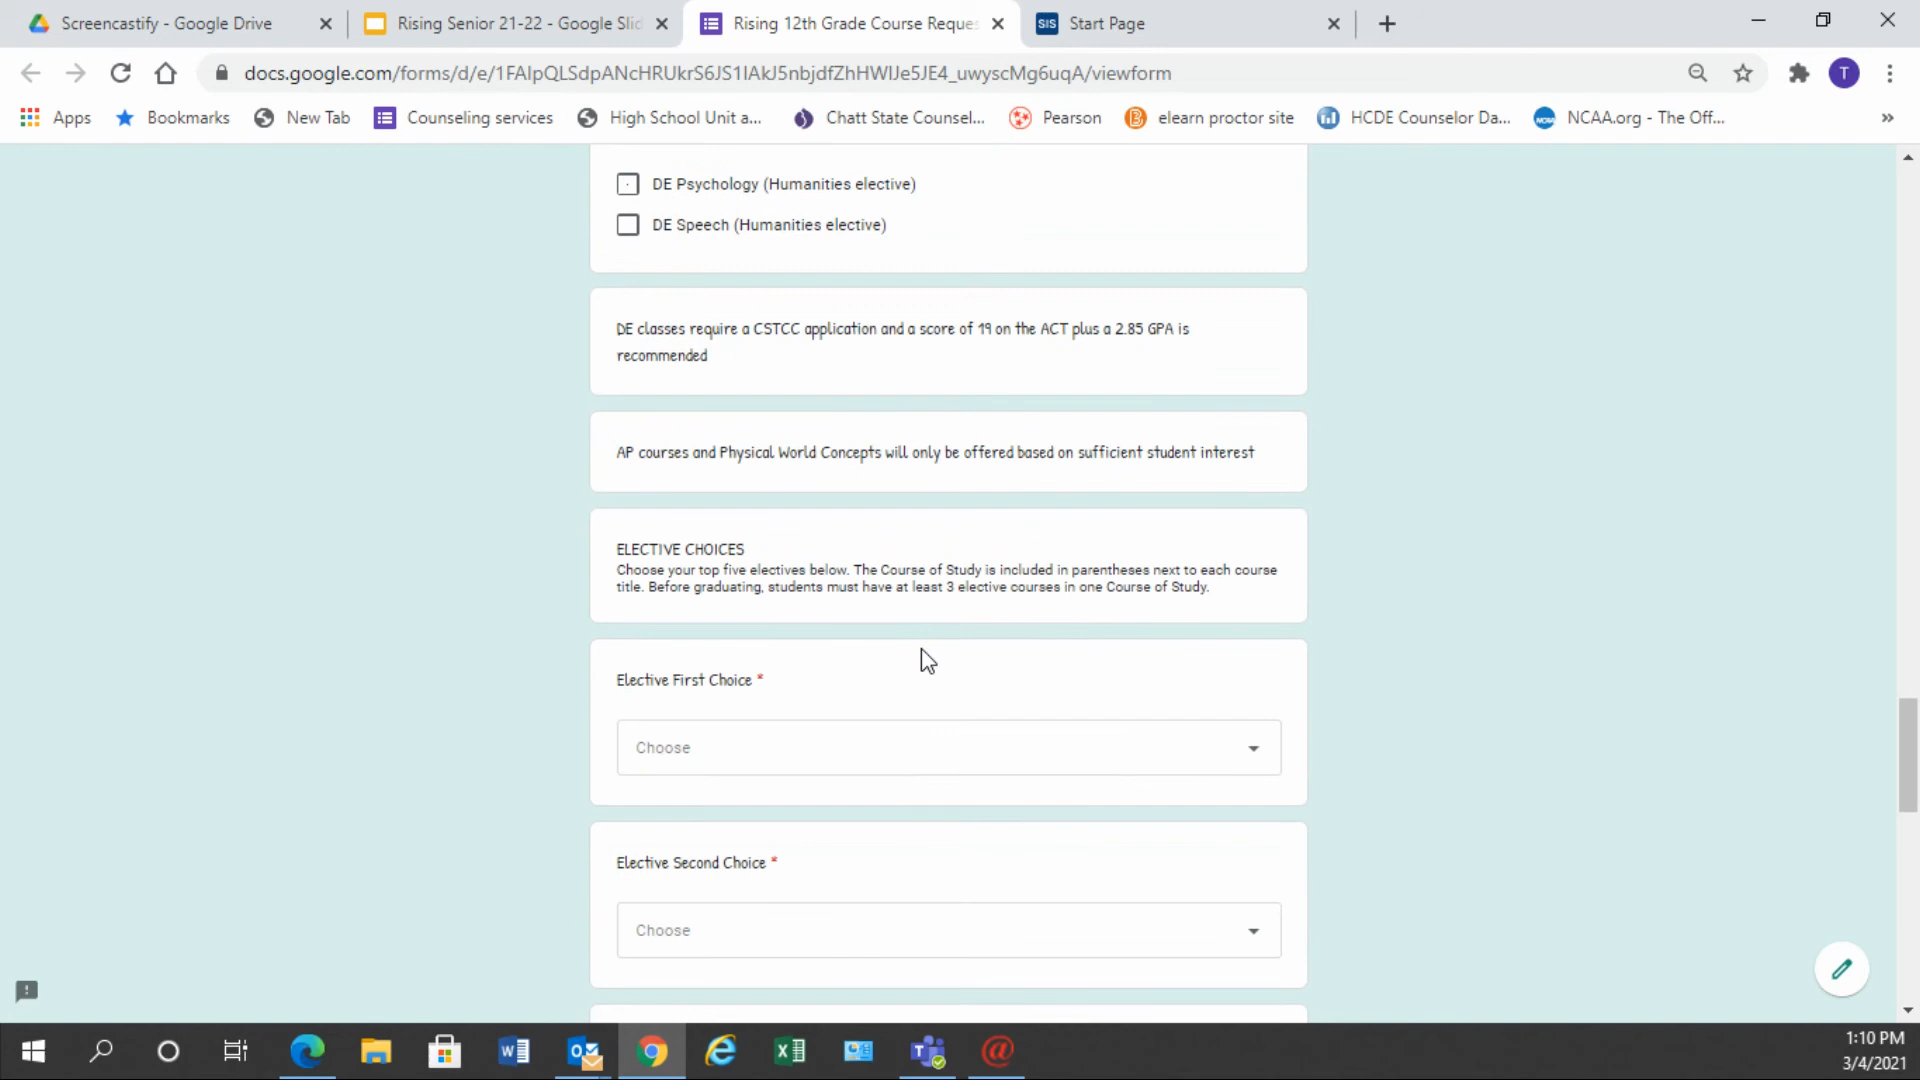 Screencastify - Google Drive
Rising Senior 21-22 - Google Slid
Rising 12th Grade Course Reques
SIS
Start Page
docs.google.com/forms/d/e/1FAIpQLSdpANcHRUkrS6JS1IAkJ5nbjdfZhHWIJe5JE4_uwyscMg6uqA/viewform
T
Apps
Bookmarks
New Tab
Counseling services
High School Unit a...
Chatt State Counsel...
Pearson
elearn proctor site
HCDE Counselor Da...
NCAA.org - The Off...
»
DE Psychology (Humanities elective)
DE Speech (Humanities elective)
DE classes require a CSTCC application and a score of 19 on the ACT plus a 2.85 GPA is
recommended
AP courses and Physical World Concepts will only be offered based on sufficient student interest
ELECTIVE CHOICES
Choose your top five electives below. The Course of Study is included in parentheses next to each course
title. Before graduating, students must have at least 3 elective courses in one Course of Study.
Elective First Choice *
Choose
Elective Second Choice *
Choose
1:10 PM
3/4/2021